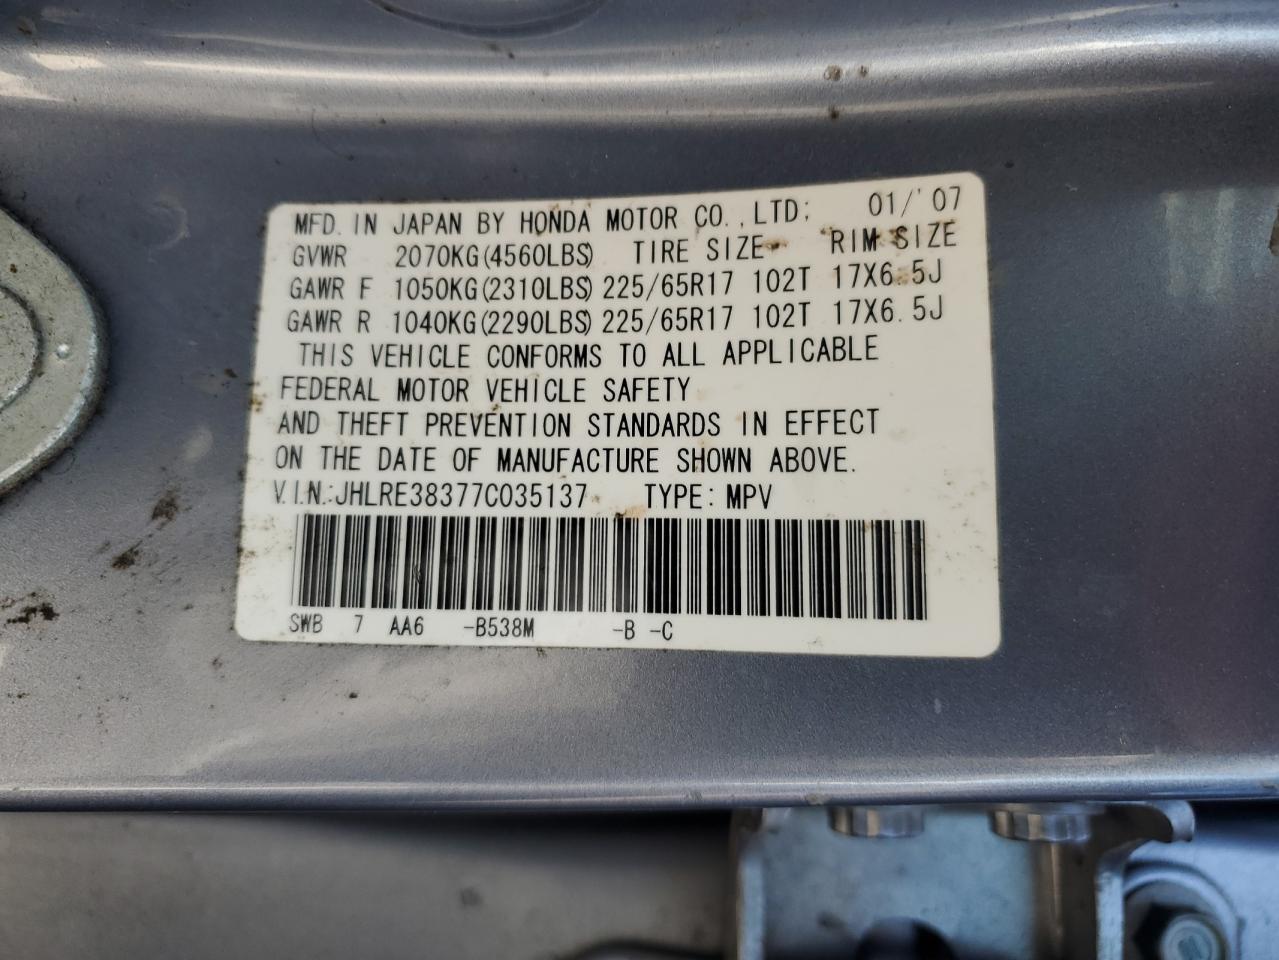 MFD. IN JAPAN BY HONDA MOTOR CO., LTD; 01/'07
GVWR 2070KG(4560LBS) TIRE SIZE RIM SIZE
GAWR F 1050KG(2310LBS) 225/65R17 102T 17X6.5J
GAWR R 1040KG(2290LBS) 225/65R17 102T 17X6.5J
THIS VEHICLE CONFORMS TO ALL APPLICABLE
FEDERAL MOTOR VEHICLE SAFETY
AND THEFT PREVENTION STANDARDS IN EFFECT
ON THE DATE OF MANUFACTURE SHOWN ABOVE.
V.I.N.:JHLRE38377C035137 TYPE: MPV
SWB 7 AA6 -B538M -B -C